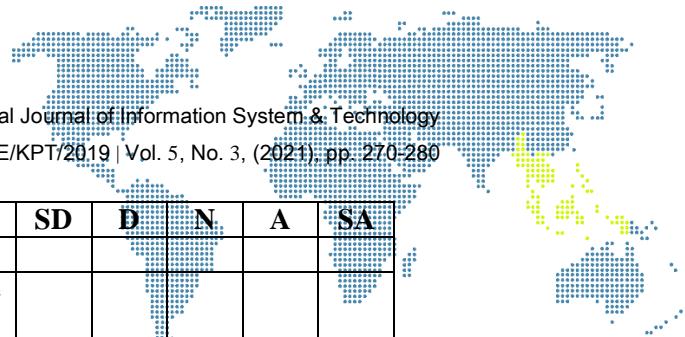 al Journal of Information System & Technology
E/KPT/2019 | Vol. 5, No. 3, (2021), pp. 270-280
SD D N A SA